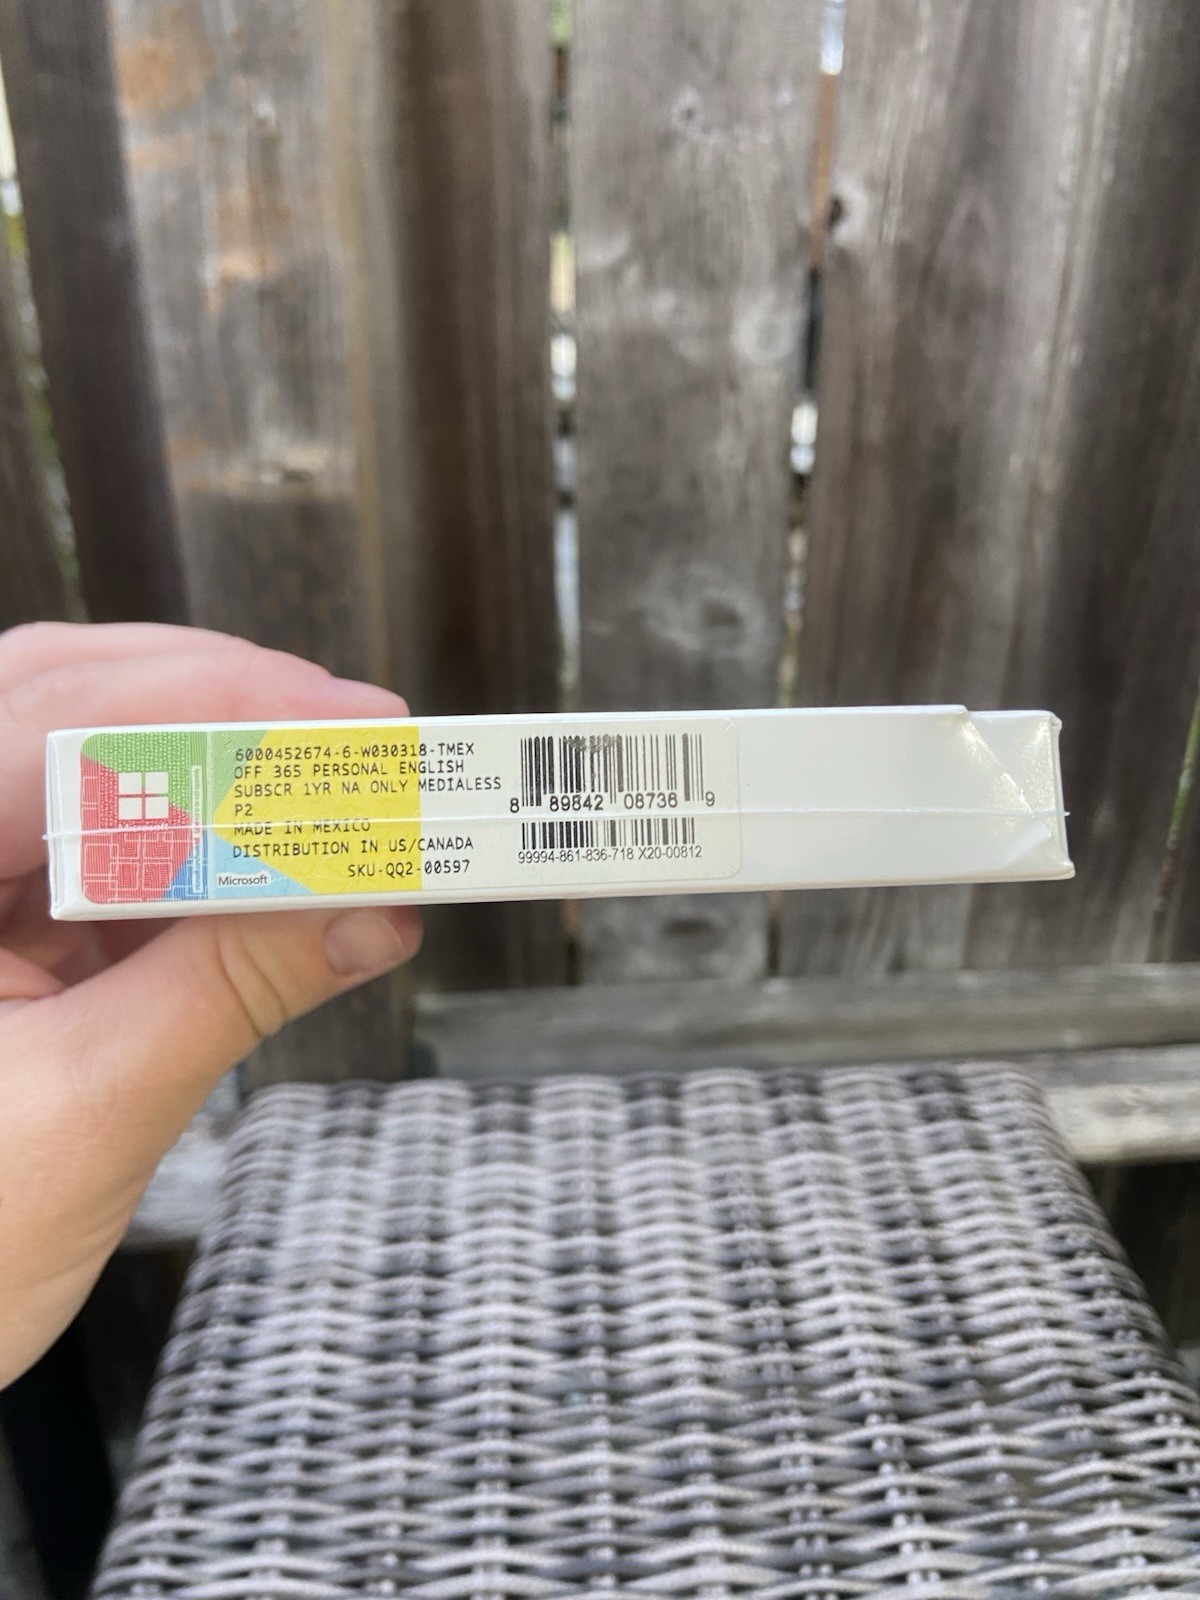 6000452674-6-W030318-TMEX
OFF 365 PERSONAL ENGLISH
SUBSCR 1YR NA ONLY MEDIALESS
P2
MADE IN MEXICO
DISTRIBUTION IN US/CANADA
SKU-QQ2-00597
Microsoft
Microsoft
8 89842 08736 9
99994-861-836-718 X20-00812